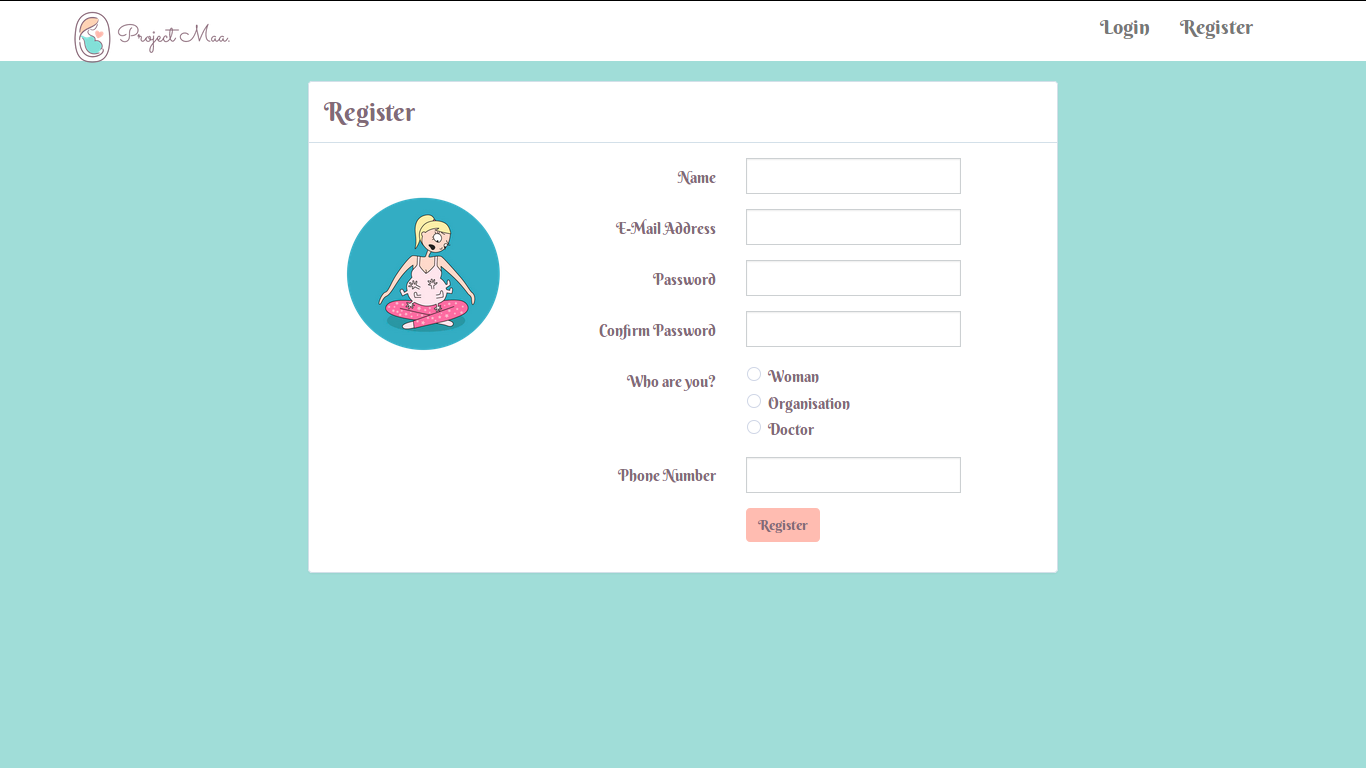 Project Maa.
Login Register
Register
Name
E-Mail Address
Password
Confirm Password
Who are you?
Woman
Organisation
Doctor
Phone Number
Register